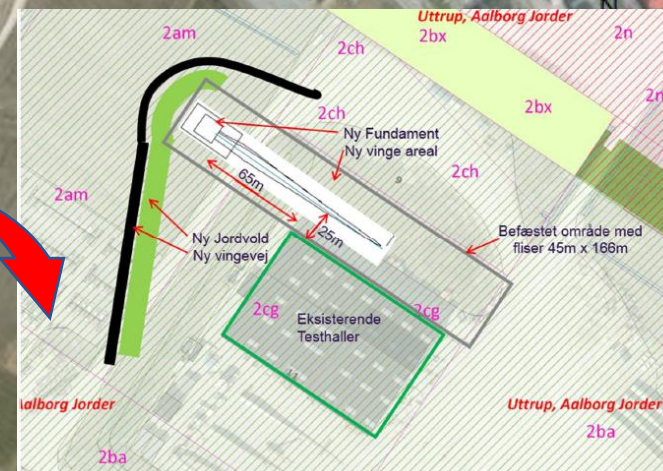 Uttrup, Aalborg Jorder
2am
2ch
2bx
2n
2ch
2bx
Ny Fundament
Ny vinge areal
2ch
2am
65m
25m
Ny Jordvold
Ny vingevej
Befæstet område med
fliser 45m x 166m
2cg
2cg
Eksisterende
Testhaller
Aalborg Jorder
Uttrup, Aalborg Jorder
2ba
2ba